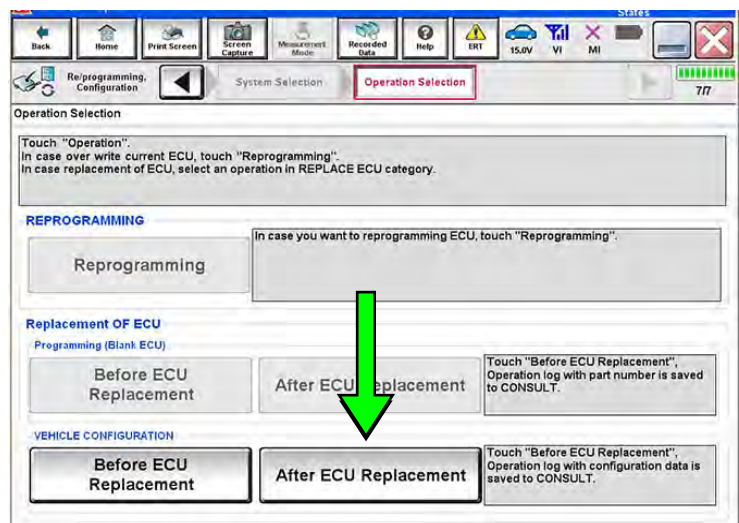 States
Back
Home
Print Screen
Screen
Capture
Measurement
Mode
Recorded
Data
Help
ERT
15.0V
VI
MI
Re/programming,
Configuration
System Selection
Operation Selection
7/7
Operation Selection
Touch "Operation".
In case over write current ECU, touch "Reprogramming".
In case replacement of ECU, select an operation in REPLACE ECU category.
REPROGRAMMING
Reprogramming
In case you want to reprogramming ECU, touch "Reprogramming".
Replacement OF ECU
Programming (Blank ECU)
Before ECU
Replacement
After ECU Replacement
Touch "Before ECU Replacement",
Operation log with part number is saved
to CONSULT.
VEHICLE CONFIGURATION
Before ECU
Replacement
After ECU Replacement
Touch "Before ECU Replacement",
Operation log with configuration data is
saved to CONSULT.